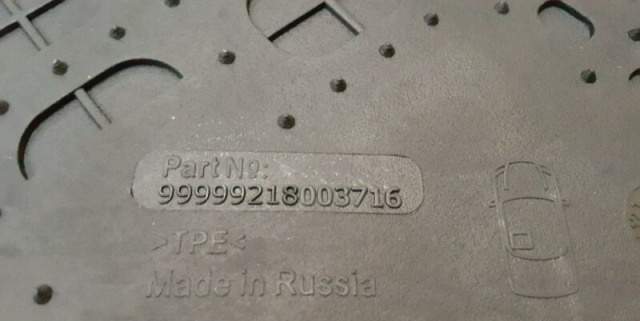 Part №:
99999218003716
>TPE<
Made in Russia